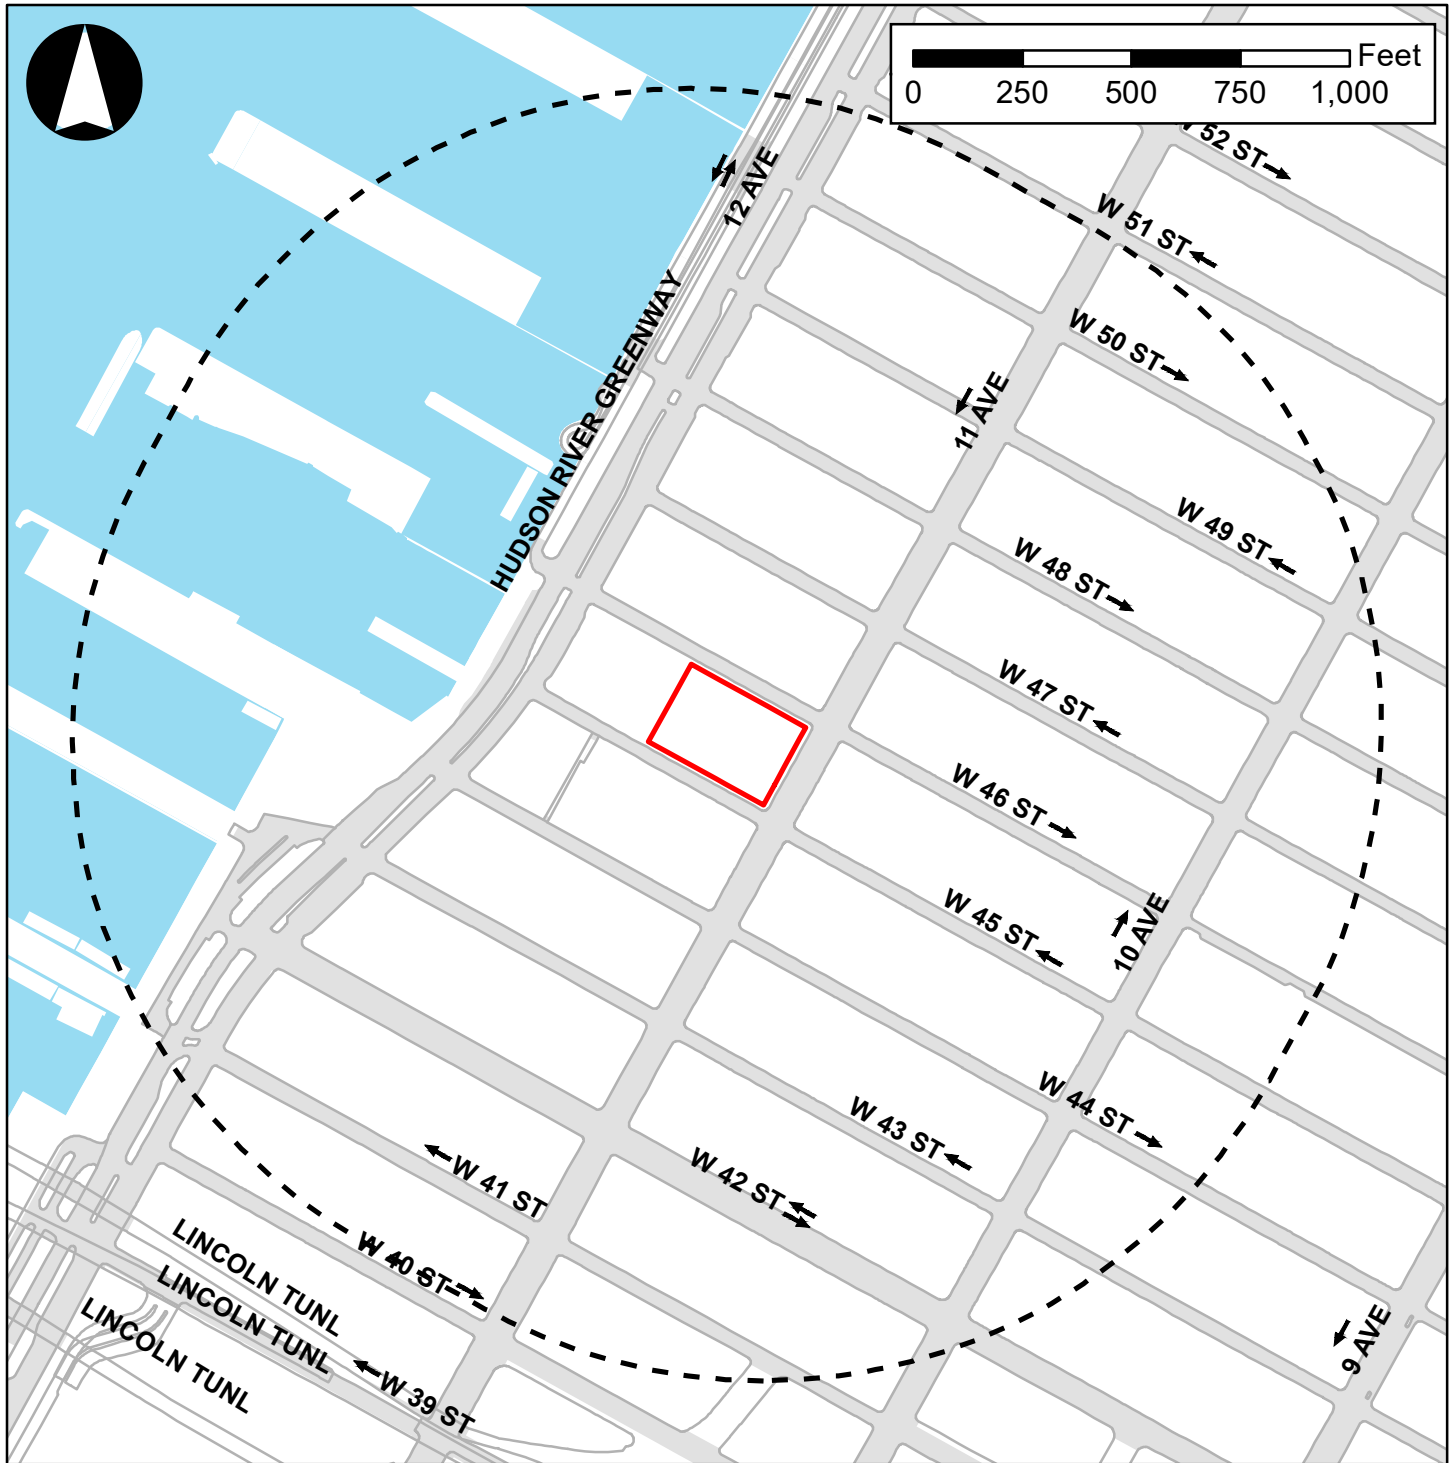 Feet
0 250 500 750 1,000
W 52 ST
12 AVE
W 51 ST
HUDSON RIVER GREENWAY
W 50 ST
11 AVE
W 49 ST
W 48 ST
W 47 ST
W 46 ST
W 45 ST
10 AVE
W 44 ST
W 43 ST
W 42 ST
W 41 ST
W 40 ST
LINCOLN TUNL
LINCOLN TUNL
LINCOLN TUNL
W 39 ST
9 AVE